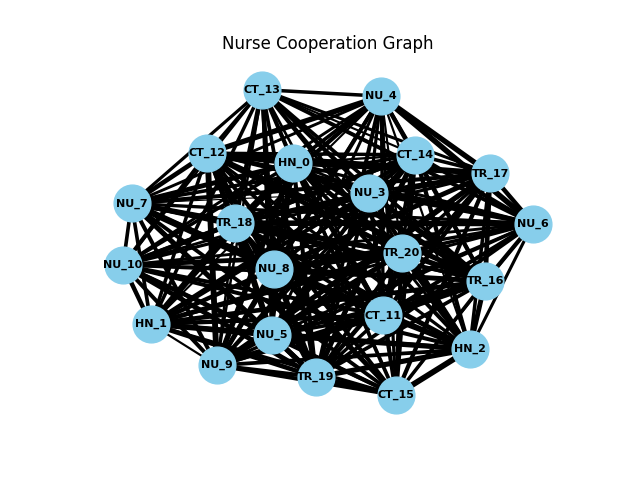 Nurse Cooperation Graph
CT_13
NU_4
CT_12
HN_0
CT_14
TR_17
NU_3
NU_7
TR_18
NU_6
TR_20
NU_10
NU_8
TR_16
CT_11
HN_1
NU_5
HN_2
NU_9
TR_19
CT_15